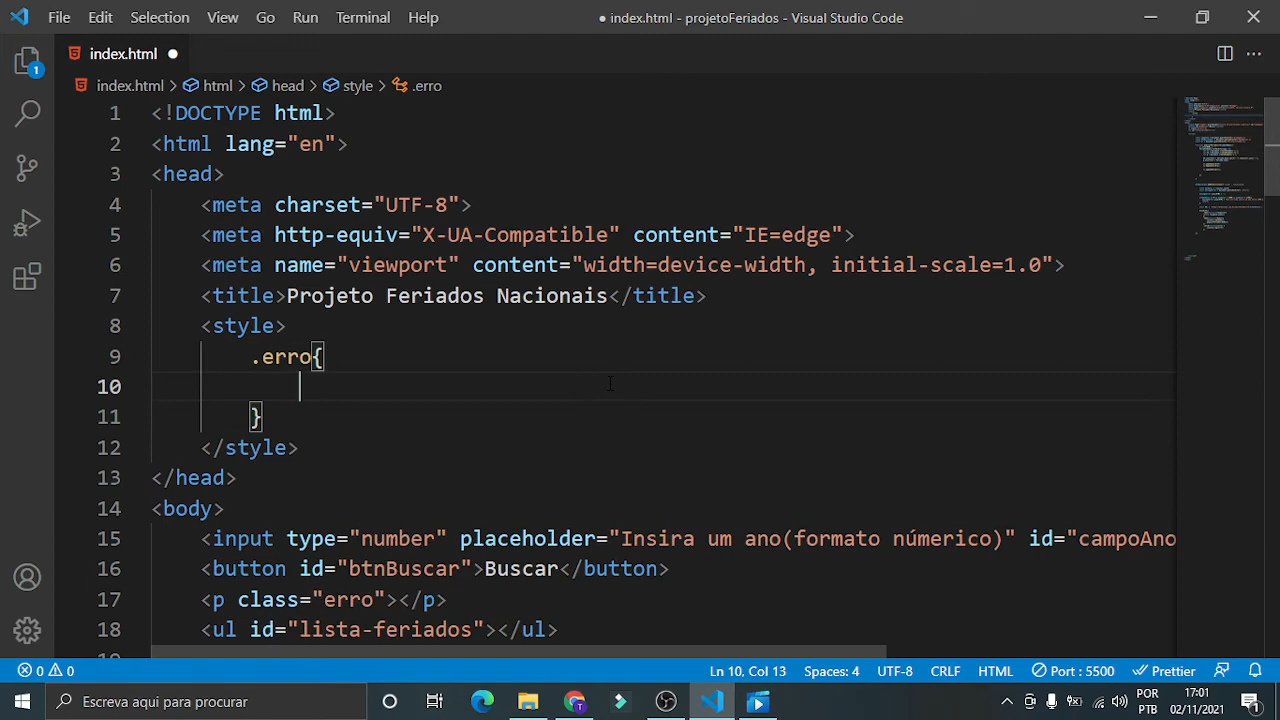 File Edit Selection View Go Run Terminal Help
● index.html - projetoFeriados - Visual Studio Code
index.html ●
1
index.html > html > head > style > .erro
1 <!DOCTYPE html>
2 <html lang="en">
3 <head>
4 <meta charset="UTF-8">
5 <meta http-equiv="X-UA-Compatible" content="IE=edge">
6 <meta name="viewport" content="width=device-width, initial-scale=1.0">
7 <title>Projeto Feriados Nacionais</title>
8 <style>
9 .erro{
10
11 }
12 </style>
13 </head>
14 <body>
15 <input type="number" placeholder="Insira um ano(formato númerico)" id="campoAno
16 <button id="btnBuscar">Buscar</button>
17 <p class="erro"></p>
18 <ul id="lista-feriados"></ul>
0 0 Ln 10, Col 13 Spaces: 4 UTF-8 CRLF HTML Port : 5500 Prettier
Escreva aqui para procurar
POR
PTB
17:01
02/11/2021
1